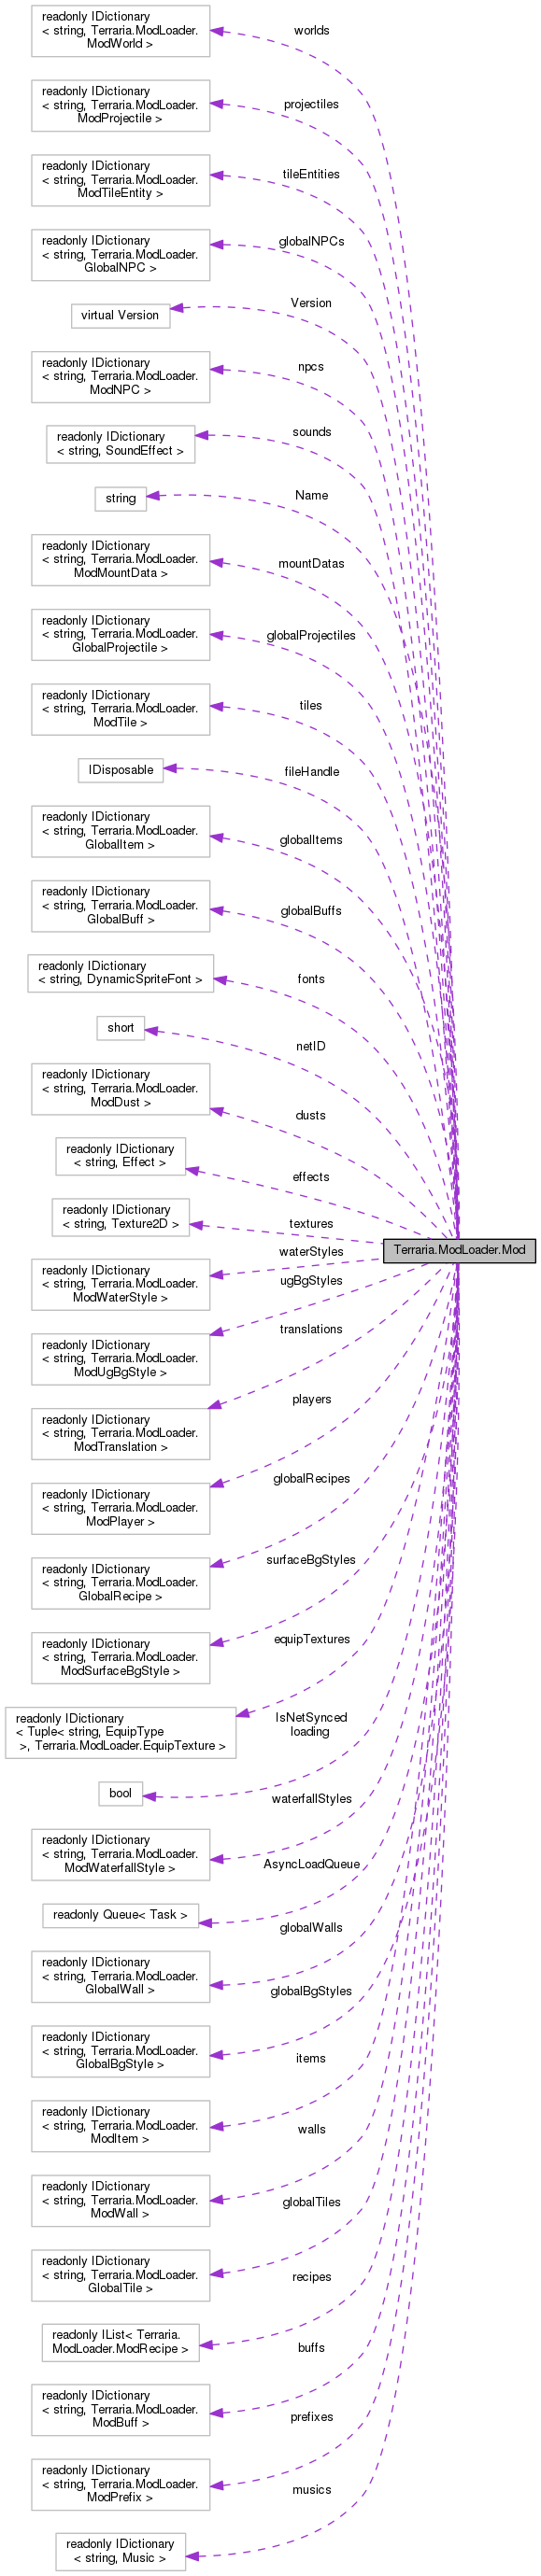 readonly IDictionary
< string, Terraria.ModLoader.
ModWorld >
worlds
readonly IDictionary
< string, Terraria.ModLoader.
ModProjectile >
projectiles
readonly IDictionary
< string, Terraria.ModLoader.
ModTileEntity >
tileEntities
readonly IDictionary
< string, Terraria.ModLoader.
GlobalNPC >
globalNPCs
virtual Version
Version
readonly IDictionary
< string, Terraria.ModLoader.
ModNPC >
npcs
readonly IDictionary
< string, SoundEffect >
sounds
string
Name
readonly IDictionary
< string, Terraria.ModLoader.
ModMountData >
mountDatas
readonly IDictionary
< string, Terraria.ModLoader.
GlobalProjectile >
globalProjectiles
readonly IDictionary
< string, Terraria.ModLoader.
ModTile >
tiles
IDisposable
fileHandle
readonly IDictionary
< string, Terraria.ModLoader.
GlobalItem >
globalItems
readonly IDictionary
< string, Terraria.ModLoader.
GlobalBuff >
globalBuffs
readonly IDictionary
< string, DynamicSpriteFont >
fonts
short
netID
readonly IDictionary
< string, Terraria.ModLoader.
ModDust >
dusts
readonly IDictionary
< string, Effect >
effects
readonly IDictionary
< string, Texture2D >
textures
Terraria.ModLoader.Mod
readonly IDictionary
< string, Terraria.ModLoader.
ModWaterStyle >
waterStyles
readonly IDictionary
< string, Terraria.ModLoader.
ModUgBgStyle >
ugBgStyles
readonly IDictionary
< string, Terraria.ModLoader.
ModTranslation >
translations
readonly IDictionary
< string, Terraria.ModLoader.
ModPlayer >
players
readonly IDictionary
< string, Terraria.ModLoader.
GlobalRecipe >
globalRecipes
readonly IDictionary
< string, Terraria.ModLoader.
ModSurfaceBgStyle >
surfaceBgStyles
readonly IDictionary
< Tuple< string, EquipType
>, Terraria.ModLoader.EquipTexture >
equipTextures
bool
IsNetSynced
loading
readonly IDictionary
< string, Terraria.ModLoader.
ModWaterfallStyle >
waterfallStyles
readonly Queue< Task >
AsyncLoadQueue
readonly IDictionary
< string, Terraria.ModLoader.
GlobalWall >
globalWalls
readonly IDictionary
< string, Terraria.ModLoader.
GlobalBgStyle >
globalBgStyles
readonly IDictionary
< string, Terraria.ModLoader.
ModItem >
items
readonly IDictionary
< string, Terraria.ModLoader.
ModWall >
walls
readonly IDictionary
< string, Terraria.ModLoader.
GlobalTile >
globalTiles
readonly IList< Terraria.
ModLoader.ModRecipe >
recipes
readonly IDictionary
< string, Terraria.ModLoader.
ModBuff >
buffs
readonly IDictionary
< string, Terraria.ModLoader.
ModPrefix >
prefixes
readonly IDictionary
< string, Music >
musics